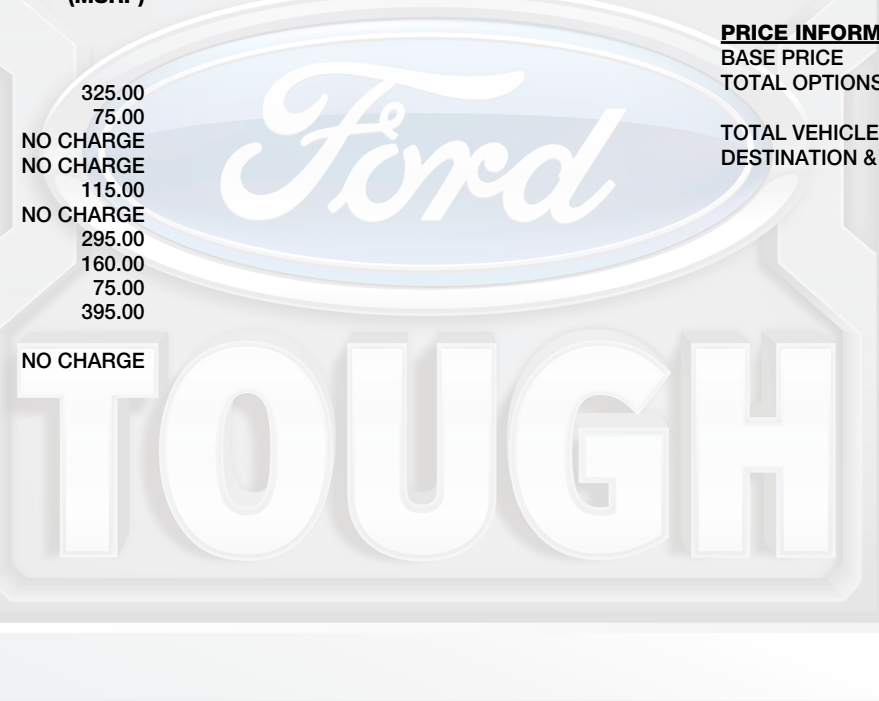 (MSRP)
325.00
75.00
NO CHARGE
NO CHARGE
115.00
NO CHARGE
295.00
160.00
75.00
395.00
NO CHARGE
PRICE INFORM
BASE PRICE
TOTAL OPTIONS
TOTAL VEHICLE
DESTINATION &
Ford
TOUGH